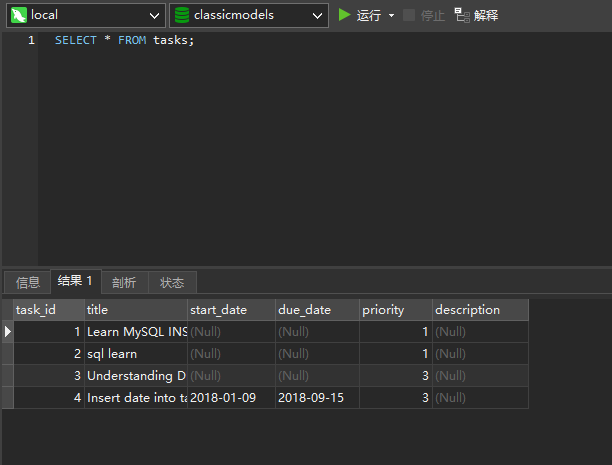 local classicmodels 运行 停止 解释
1 SELECT * FROM tasks;
信息 结果 1 剖析 状态
task_id title start_date due_date priority description
1 Learn MySQL INS (Null) (Null) 1 (Null)
2 sql learn (Null) (Null) 1 (Null)
3 Understanding D (Null) (Null) 3 (Null)
4 Insert date into ta 2018-01-09 2018-09-15 3 (Null)